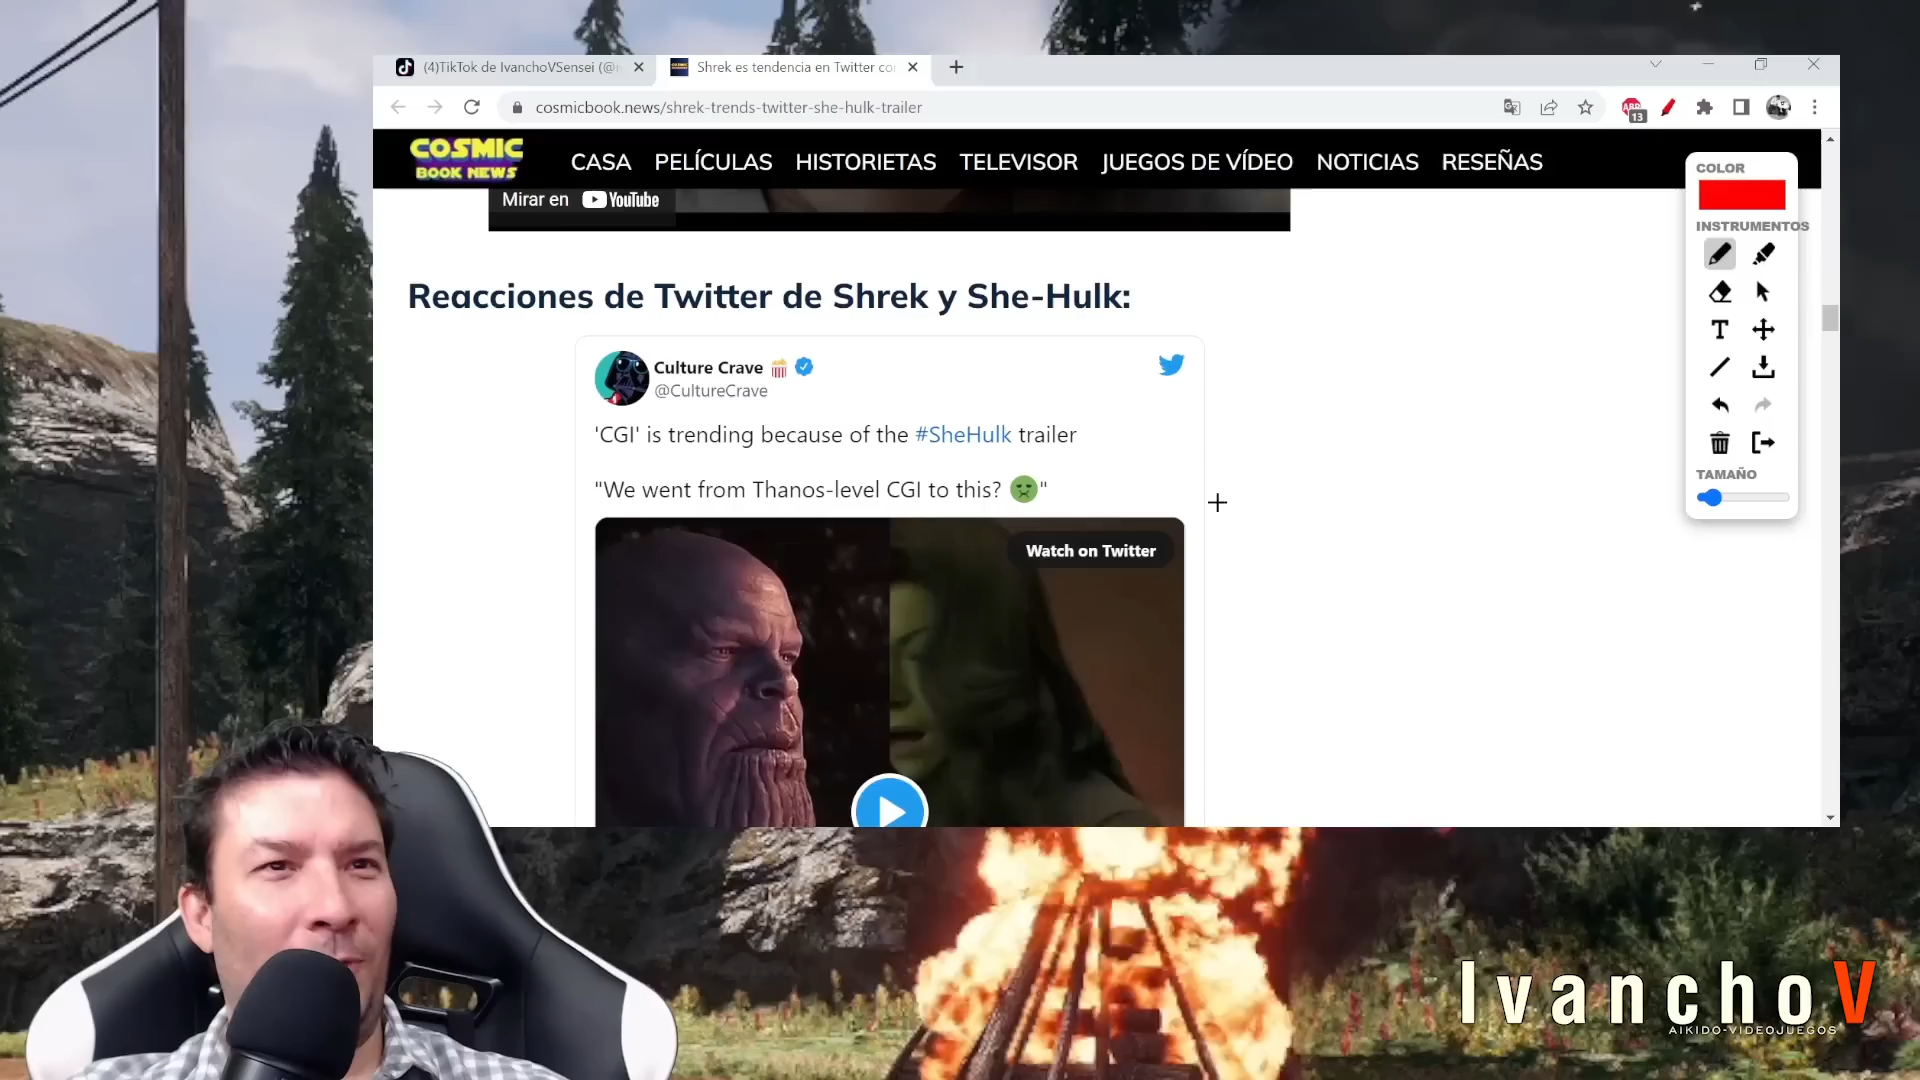 (4)TikTok de IvanchoVSensei (@
Shrek es tendencia en Twitter co
cosmicbook.news/shrek-trends-twitter-she-hulk-trailer
ABP
13
COSMIC
BOOK NEWS
CASA PELÍCULAS HISTORIETAS TELEVISOR JUEGOS DE VÍDEO NOTICIAS RESEÑAS
COLOR
INSTRUMENTOS
T
TAMAÑO
Mirar en YouTube
Reacciones de Twitter de Shrek y She-Hulk:
Culture Crave
@CultureCrave
'CGI' is trending because of the #SheHulk trailer
"We went from Thanos-level CGI to this? 🤢"
Watch on Twitter
IvanchoV
AIKIDO-VIDEOJUEGOS